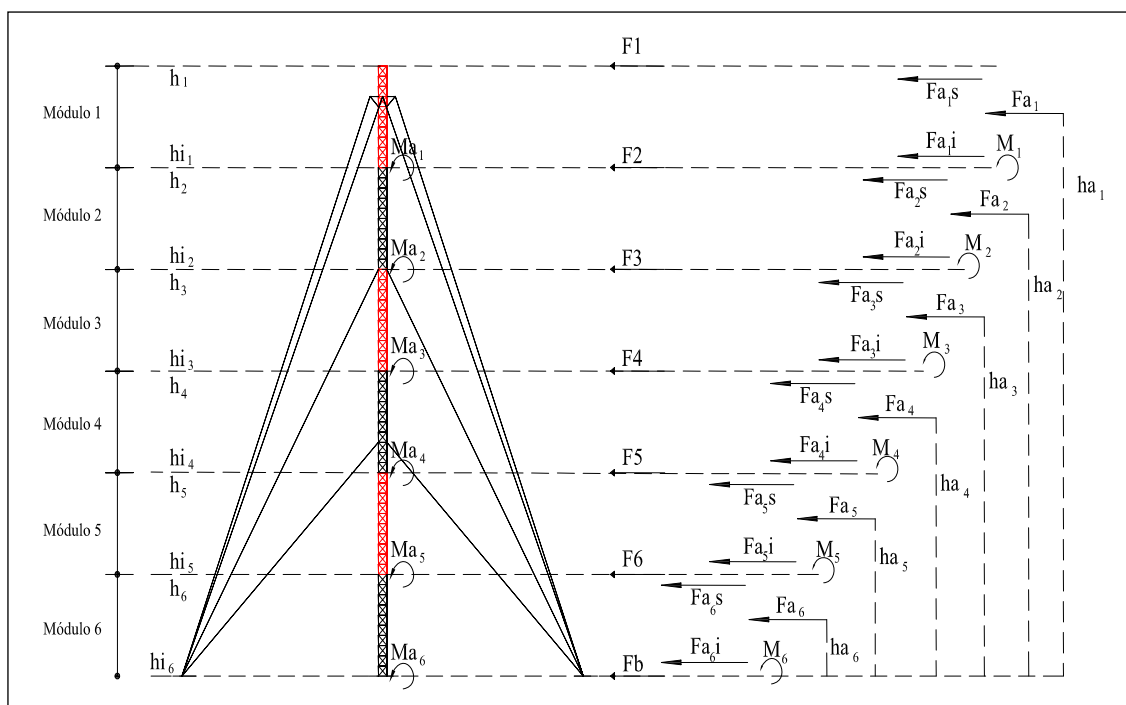 F1
h₁
Fa₁s
Fa₁
Módulo 1
Ma₁
F2
Fa₁i
M₁
hi₁
h₂
Fa₂s
ha₁
Módulo 2
Fa₂
Ma₂
F3
Fa₂i
M₂
hi₂
h₃
Fa₃s
ha₂
Módulo 3
Fa₃
Ma₃
F4
Fa₃i
M₃
hi₃
h₄
Fa₄s
ha₃
Módulo 4
Fa₄
Ma₄
F5
Fa₄i
M₄
hi₄
h₅
Fa₅s
ha₄
Módulo 5
Fa₅
Ma₅
F6
Fa₅i
M₅
ha₅
hi₅
h₆
Fa₆s
Módulo 6
Fa₆
hi₆
Ma₆
Fb
Fa₆i
M₆
ha₆